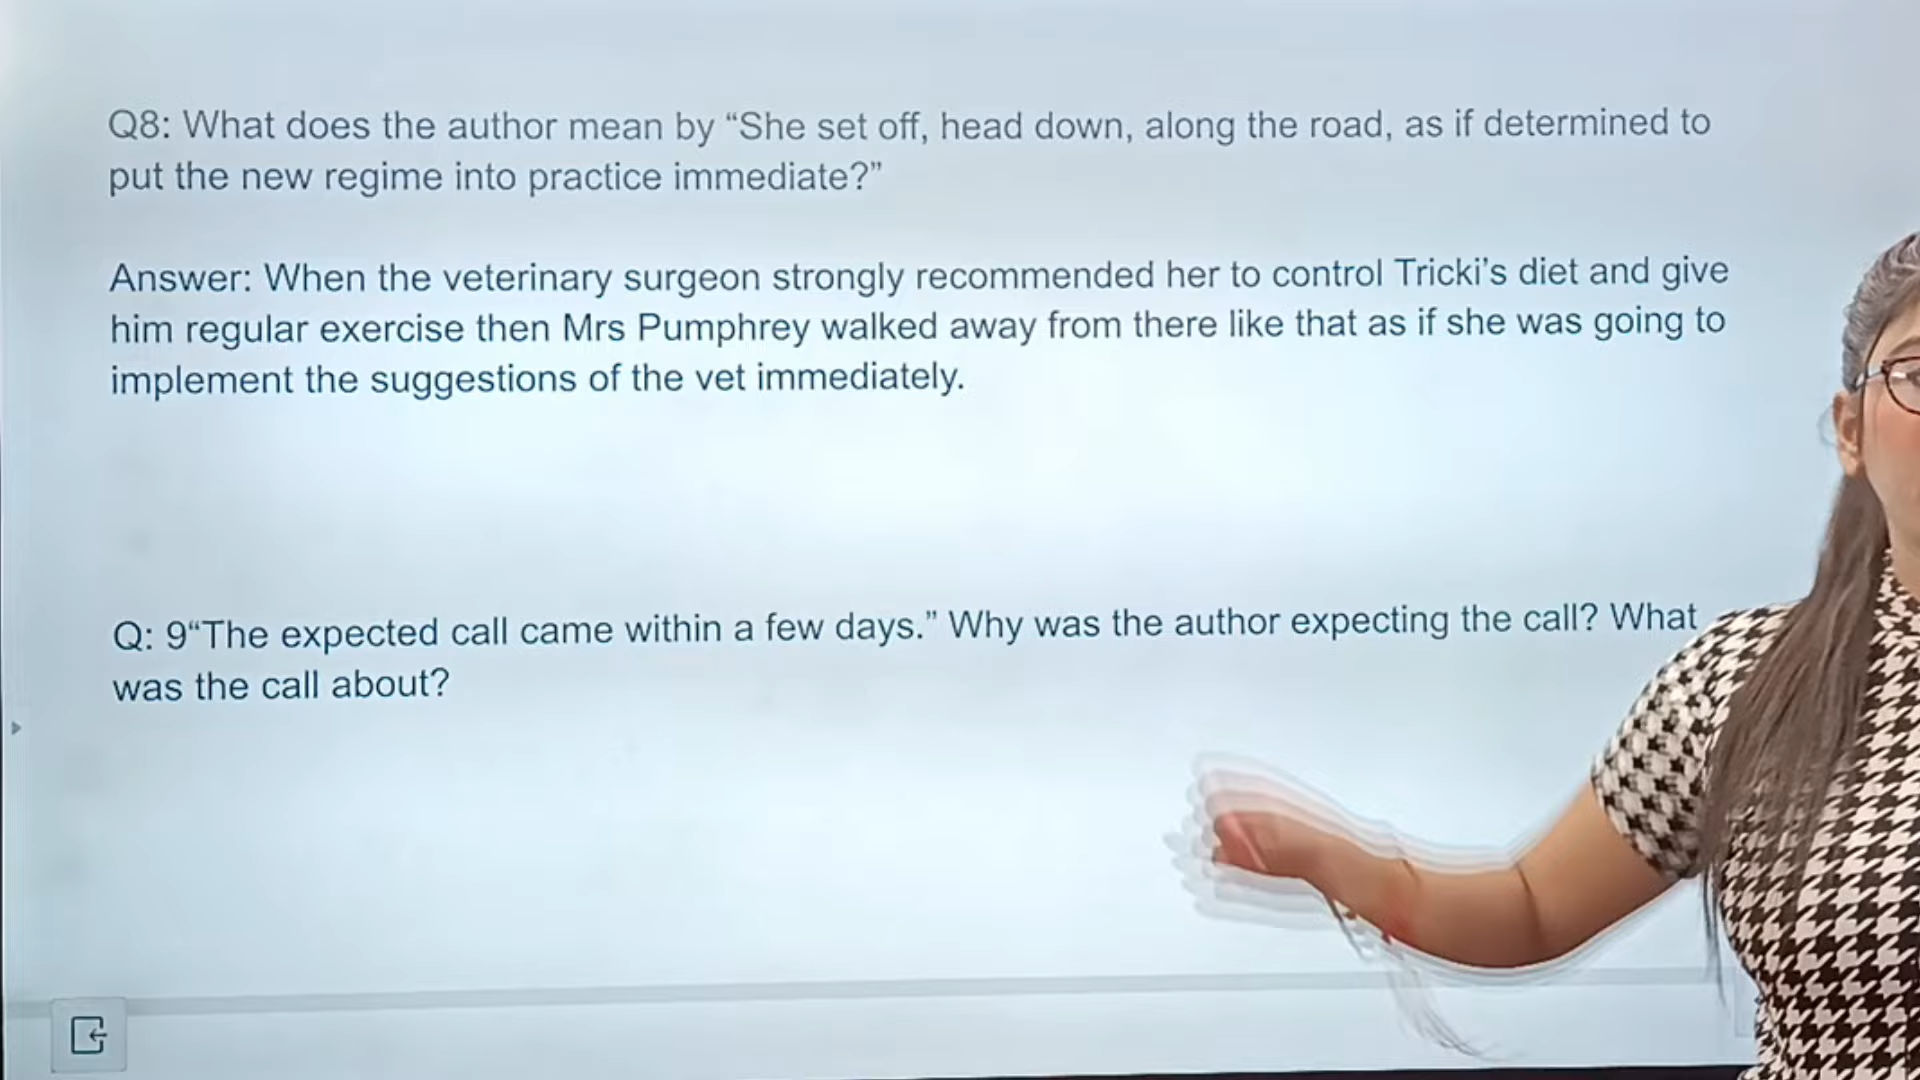 Q8: What does the author mean by “She set off, head down, along the road, as if determined to
put the new regime into practice immediate?”
Answer: When the veterinary surgeon strongly recommended her to control Tricki’s diet and give
him regular exercise then Mrs Pumphrey walked away from there like that as if she was going to
implement the suggestions of the vet immediately.
Q: 9“The expected call came within a few days.” Why was the author expecting the call? What
was the call about?